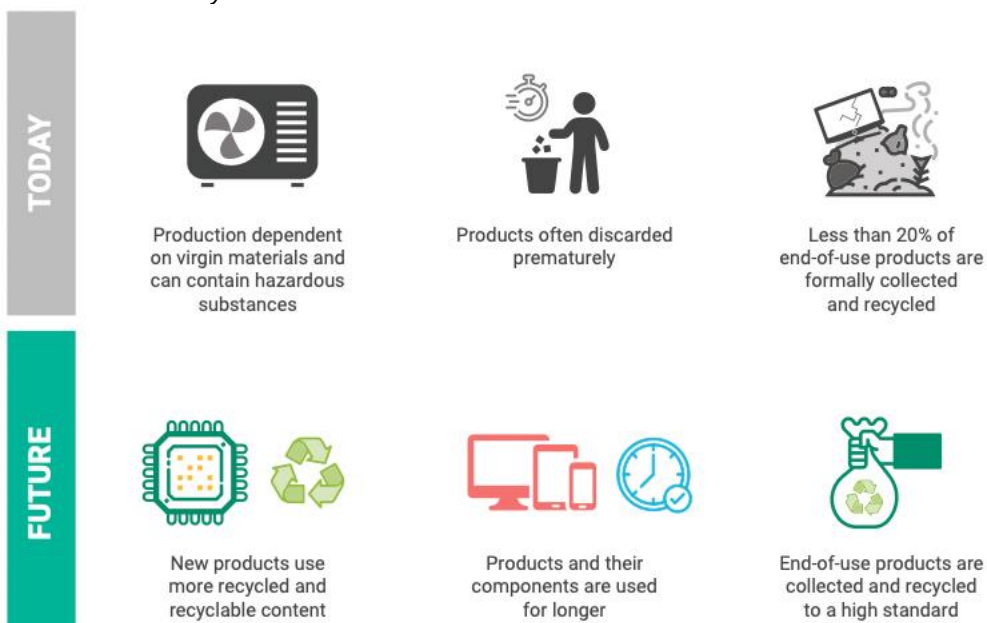 TODAY
Production dependent
on virgin materials and
can contain hazardous
substances
Products often discarded
prematurely
Less than 20% of
end-of-use products are
formally collected
and recycled
FUTURE
New products use
more recycled and
recyclable content
Products and their
components are used
for longer
End-of-use products are
collected and recycled
to a high standard